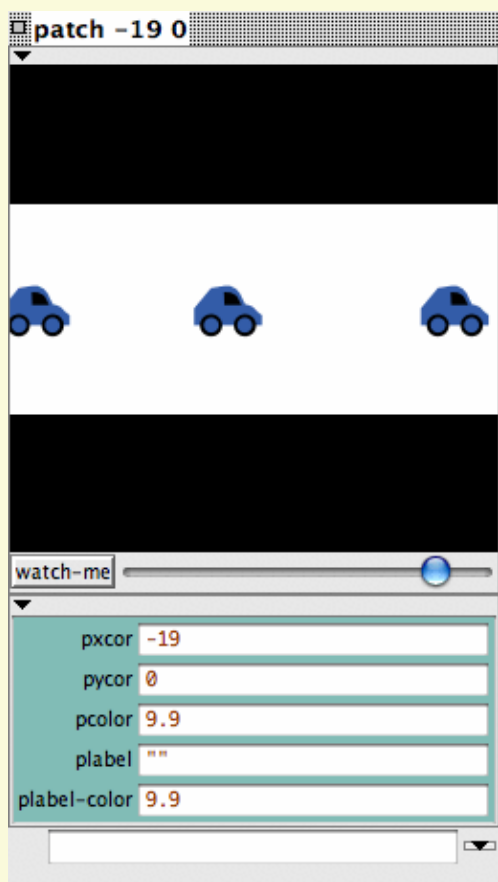 patch -19 0
watch-me
pxcor -19
pycor 0
pcolor 9.9
plabel ""
plabel-color 9.9